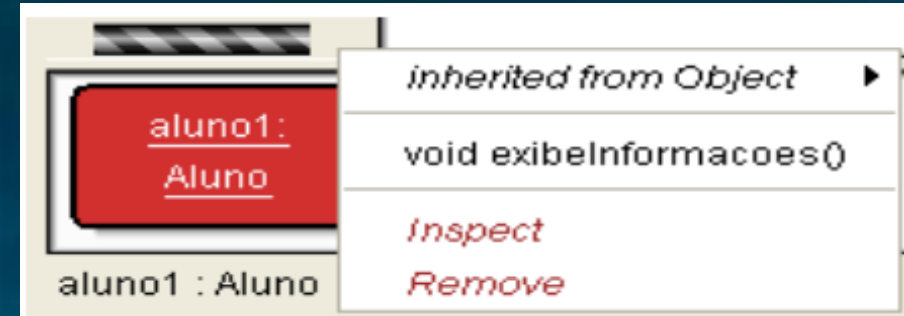 aluno1:
Aluno
aluno1 : Aluno
inherited from Object
void exibeInformacoes()
Inspect
Remove